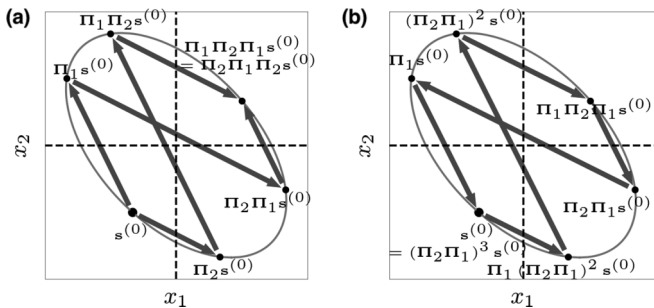 (a)
Π₁Π₂s⁽⁰⁾
Π₁Π₂Π₁s⁽⁰⁾
= Π₂Π₁Π₂s⁽⁰⁾
Π₁s⁽⁰⁾
x₂
Π₂Π₁s⁽⁰⁾
s⁽⁰⁾
Π₂s⁽⁰⁾
x₁
(b)
(Π₂Π₁)² s⁽⁰⁾
Π₁s⁽⁰⁾
Π₁Π₂Π₁s⁽⁰⁾
x₂
Π₂Π₁s⁽⁰⁾
s⁽⁰⁾
= (Π₂Π₁)³ s⁽⁰⁾
Π₁ (Π₂Π₁)² s⁽⁰⁾
x₁